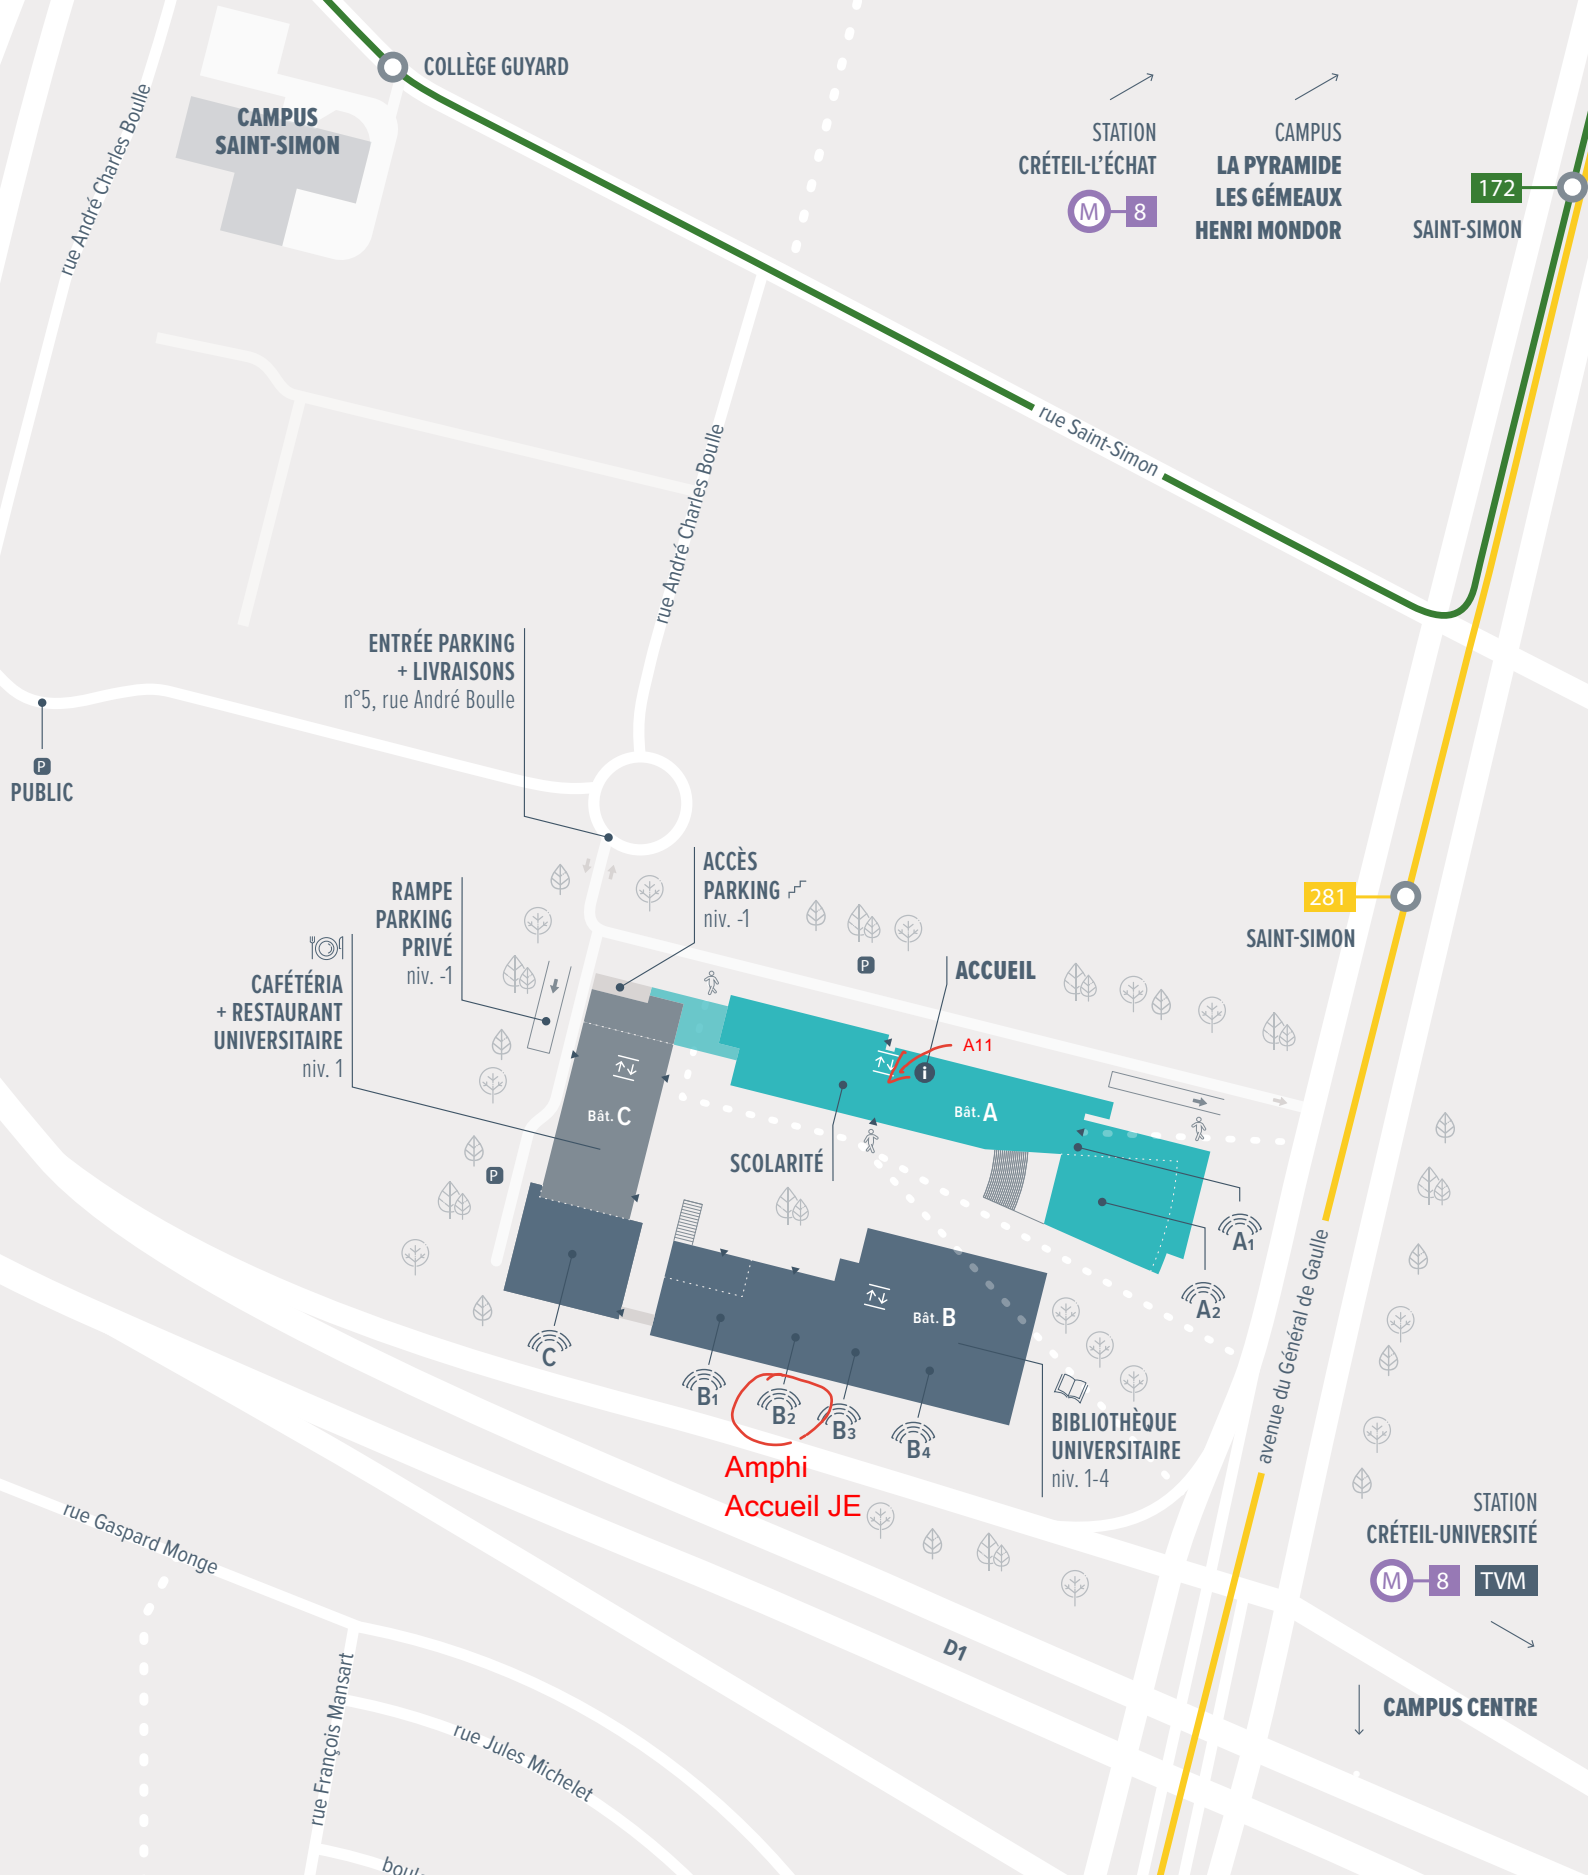 COLLÈGE GUYARD
CAMPUS
SAINT-SIMON
rue André Charles Boulle
STATION
CRÉTEIL-L'ÉCHAT
M 8
CAMPUS
LA PYRAMIDE
LES GÉMEAUX
HENRI MONDOR
172
SAINT-SIMON
rue Saint-Simon
rue André Charles Boulle
ENTRÉE PARKING
+ LIVRAISONS
n°5, rue André Boulle
P
PUBLIC
ACCÈS
PARKING
niv. -1
RAMPE
PARKING
PRIVÉ
niv. -1
281
SAINT-SIMON
P
ACCUEIL
CAFÉTÉRIA
+ RESTAURANT
UNIVERSITAIRE
niv. 1
A11
i
Bât. A
Bât. C
SCOLARITÉ
P
A1
A2
Bât. B
C
B1
B2
B3
B4
avenue du Général de Gaulle
BIBLIOTHÈQUE
UNIVERSITAIRE
niv. 1-4
Amphi
Accueil JE
STATION
CRÉTEIL-UNIVERSITÉ
M 8 TVM
rue Gaspard Monge
D1
CAMPUS CENTRE
rue François Mansart
rue Jules Michelet